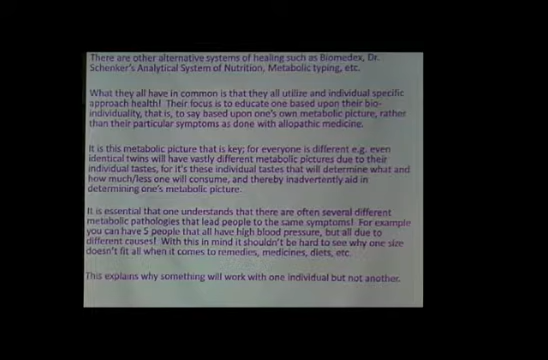 There are other alternative systems of healing such as Biomedex, Dr.
Schenker's Analytical System of Nutrition, Metabolic typing, etc.
What they all have in common is that they all utilize and individual specific
approach health! Their focus is to educate one based upon their bio-
individuality, that is, to say based upon one's own metabolic picture, rather
than their particular symptoms as done with allopathic medicine.
It is this metabolic picture that is key; for everyone is different e.g. even
identical twins will have vastly different metabolic pictures due to their
individual tastes, for it's these individual tastes that will determine what and
how much/less one will consume, and thereby inadvertently aid in
determining one's metabolic picture.
It is essential that one understands that there are often several different
metabolic pathologies that lead people to the same symptoms! For example
you can have 5 people that all have high blood pressure, but all due to
different causes! With this in mind it shouldn't be hard to see why one size
doesn't fit all when it comes to remedies, medicines, diets, etc.
This explains why something will work with one individual but not another.